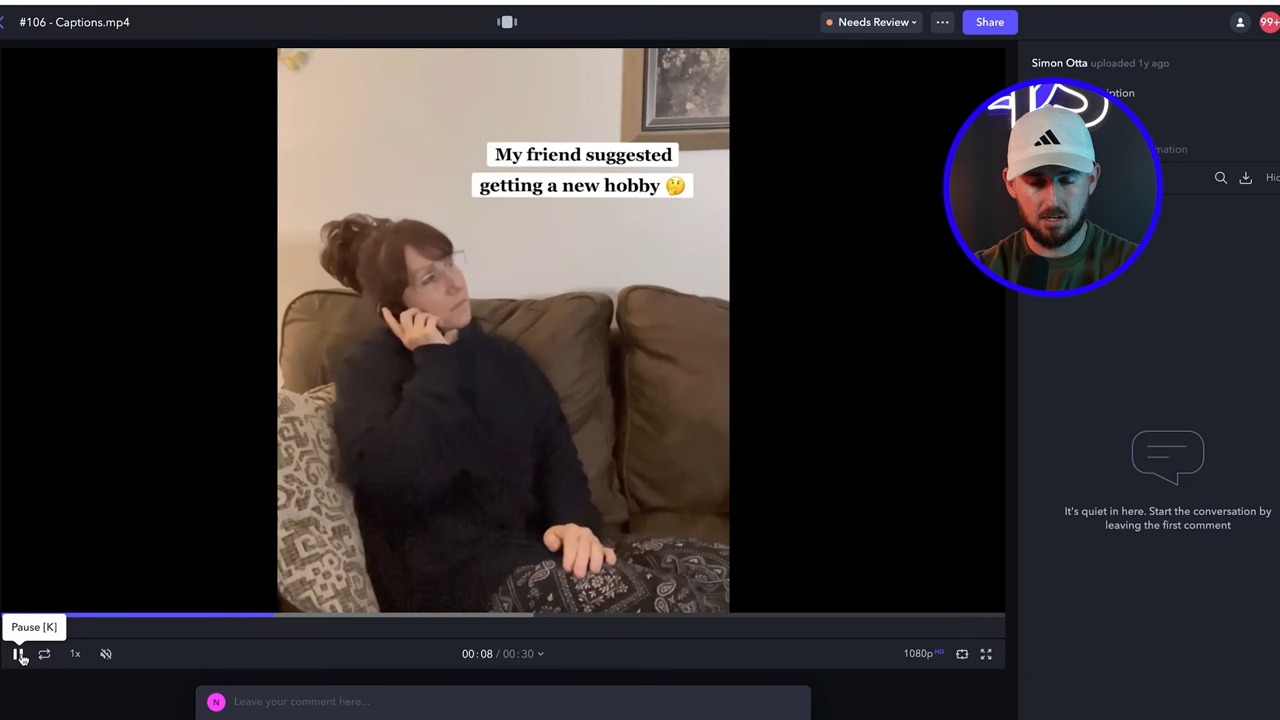 #106 - Captions.mp4
Needs Review
Share
99+
Simon Otta uploaded 1y ago
My friend suggested
getting a new hobby 🤔
It's quiet in here. Start the conversation by
leaving the first comment
Pause [K]
1x
00:08 / 00:30
1080p HD
N
Leave your comment here...